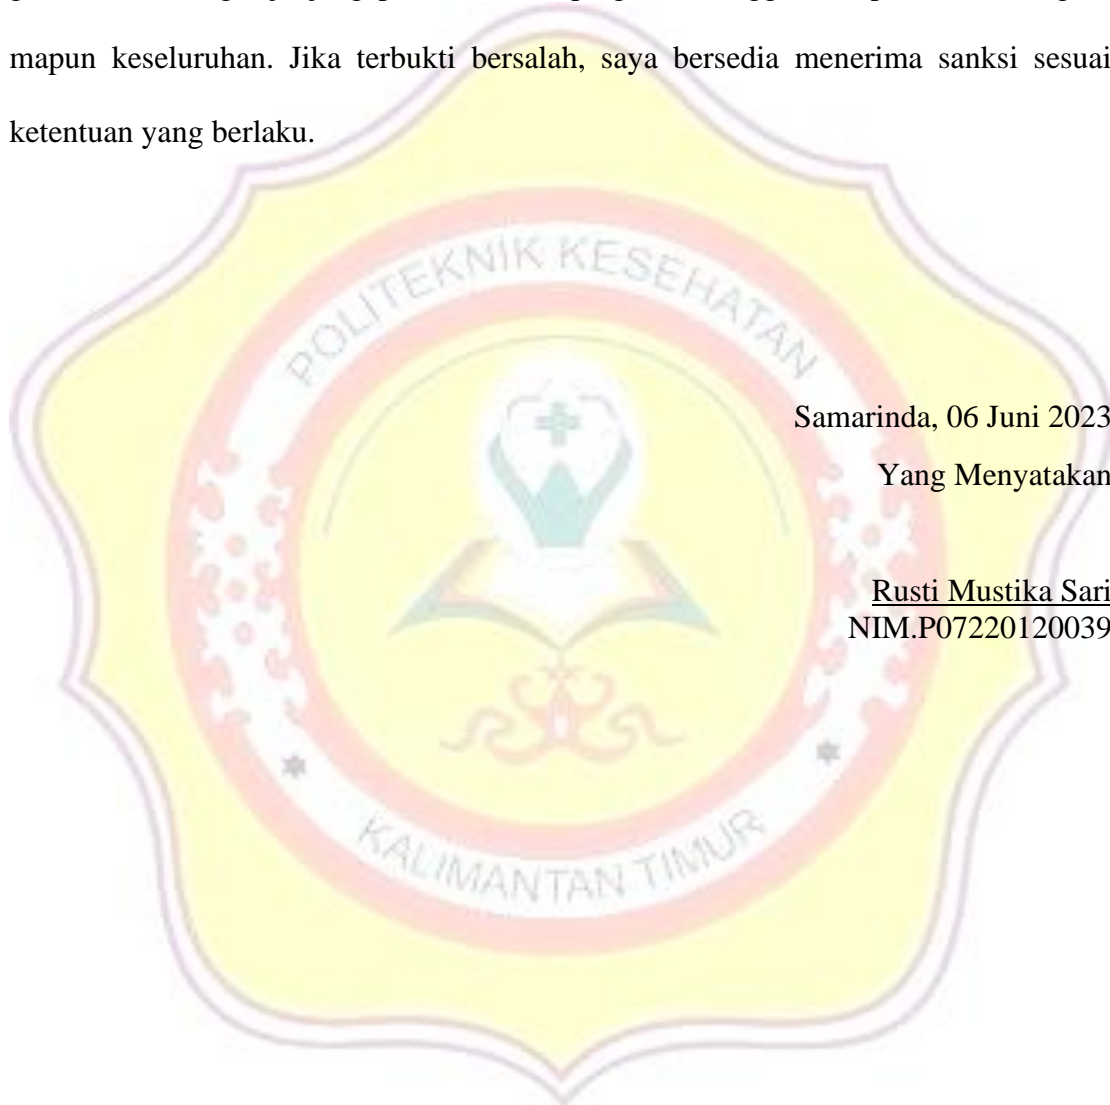 mapun keseluruhan. Jika terbukti bersalah, saya bersedia menerima sanksi sesuai
ketentuan yang berlaku.
POLITEKNIK KESEHATAN
Samarinda, 06 Juni 2023
Yang Menyatakan
Rusti Mustika Sari
NIM.P07220120039
KALIMANTAN TIMUR